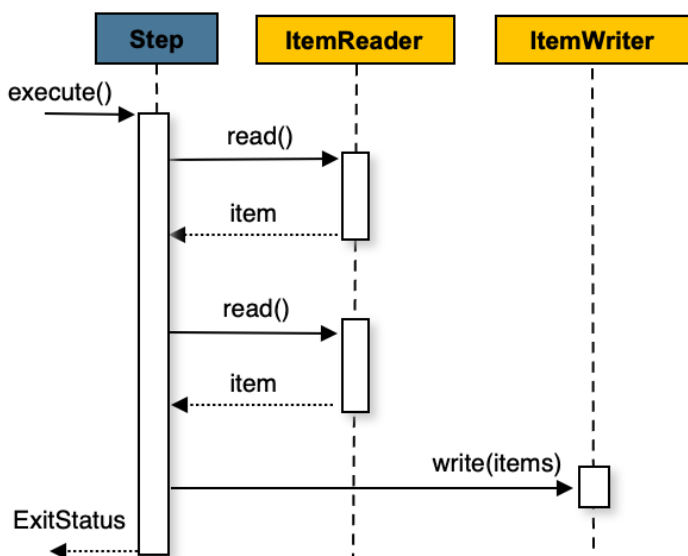 Step
ItemReader
ItemWriter
execute()
read()
item
read()
item
write(items)
ExitStatus